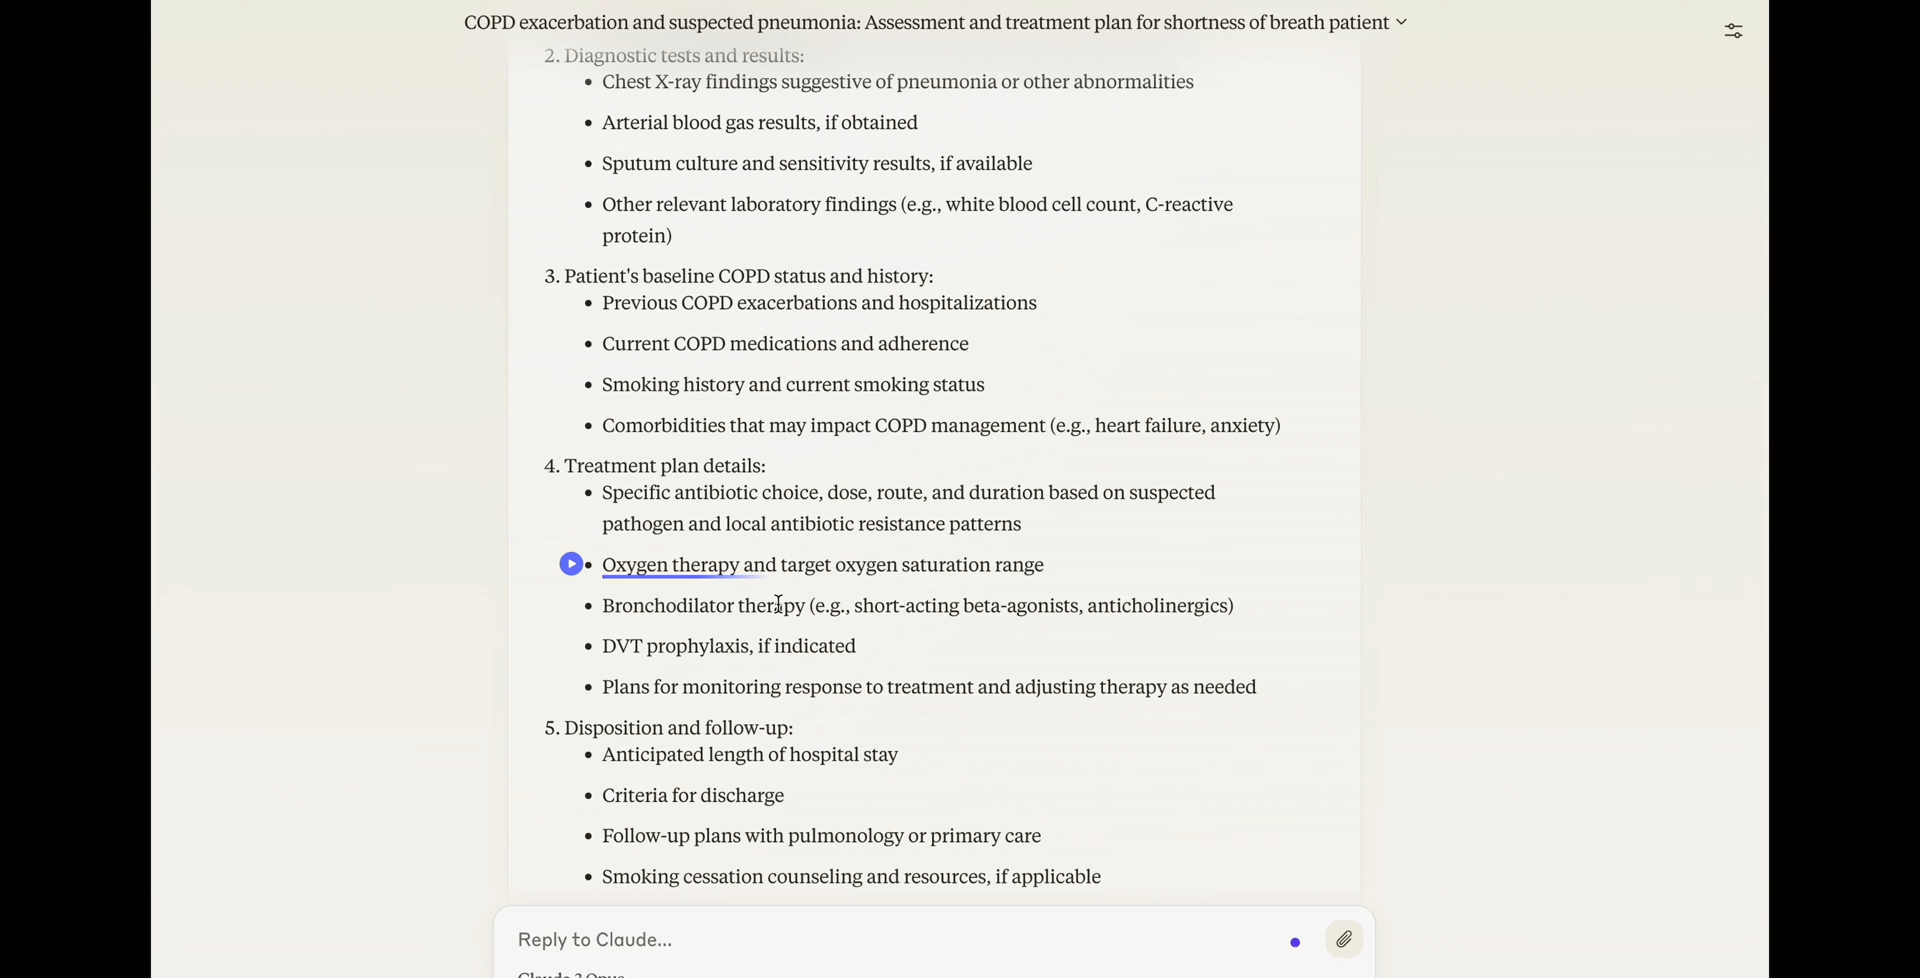 COPD exacerbation and suspected pneumonia: Assessment and treatment plan for shortness of breath patient
2. Diagnostic tests and results:
• Chest X-ray findings suggestive of pneumonia or other abnormalities
• Arterial blood gas results, if obtained
• Sputum culture and sensitivity results, if available
• Other relevant laboratory findings (e.g., white blood cell count, C-reactive
protein)
3. Patient's baseline COPD status and history:
• Previous COPD exacerbations and hospitalizations
• Current COPD medications and adherence
• Smoking history and current smoking status
• Comorbidities that may impact COPD management (e.g., heart failure, anxiety)
4. Treatment plan details:
• Specific antibiotic choice, dose, route, and duration based on suspected
pathogen and local antibiotic resistance patterns
• Oxygen therapy and target oxygen saturation range
• Bronchodilator therapy (e.g., short-acting beta-agonists, anticholinergics)
• DVT prophylaxis, if indicated
• Plans for monitoring response to treatment and adjusting therapy as needed
5. Disposition and follow-up:
• Anticipated length of hospital stay
• Criteria for discharge
• Follow-up plans with pulmonology or primary care
• Smoking cessation counseling and resources, if applicable
Reply to Claude...
Claude 3 Opus